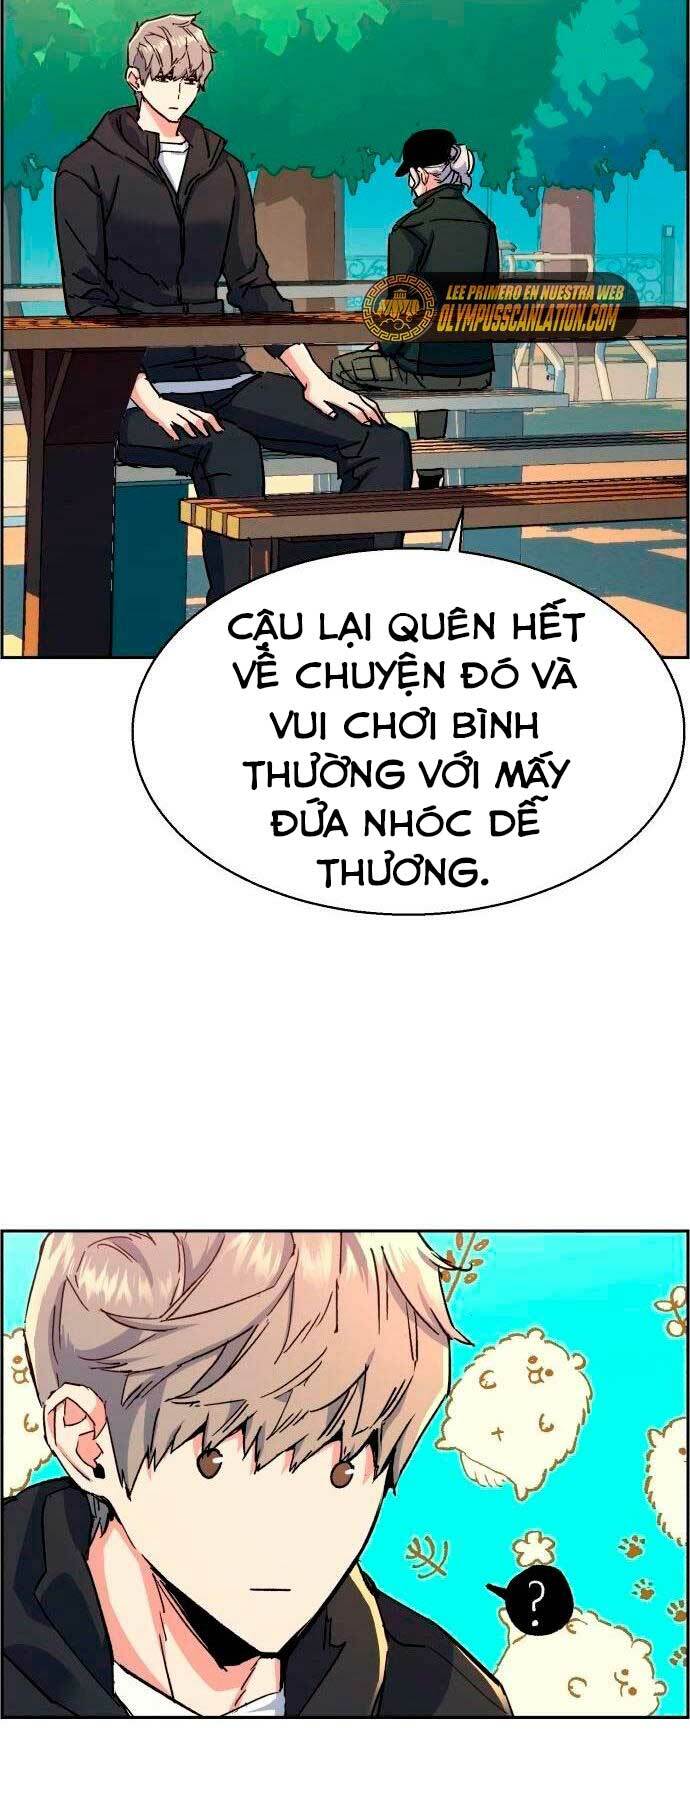 LEE PRIMERO EN NUESTRA WEB
OLYMPUSSCANLATION.COM
CẬU LẠI QUÊN HẾT
VỀ CHUYỆN ĐÓ VÀ
VUI CHƠI BÌNH
THƯỜNG VỚI MẤY
ĐỨA NHÓC DỄ
THƯƠNG.
?